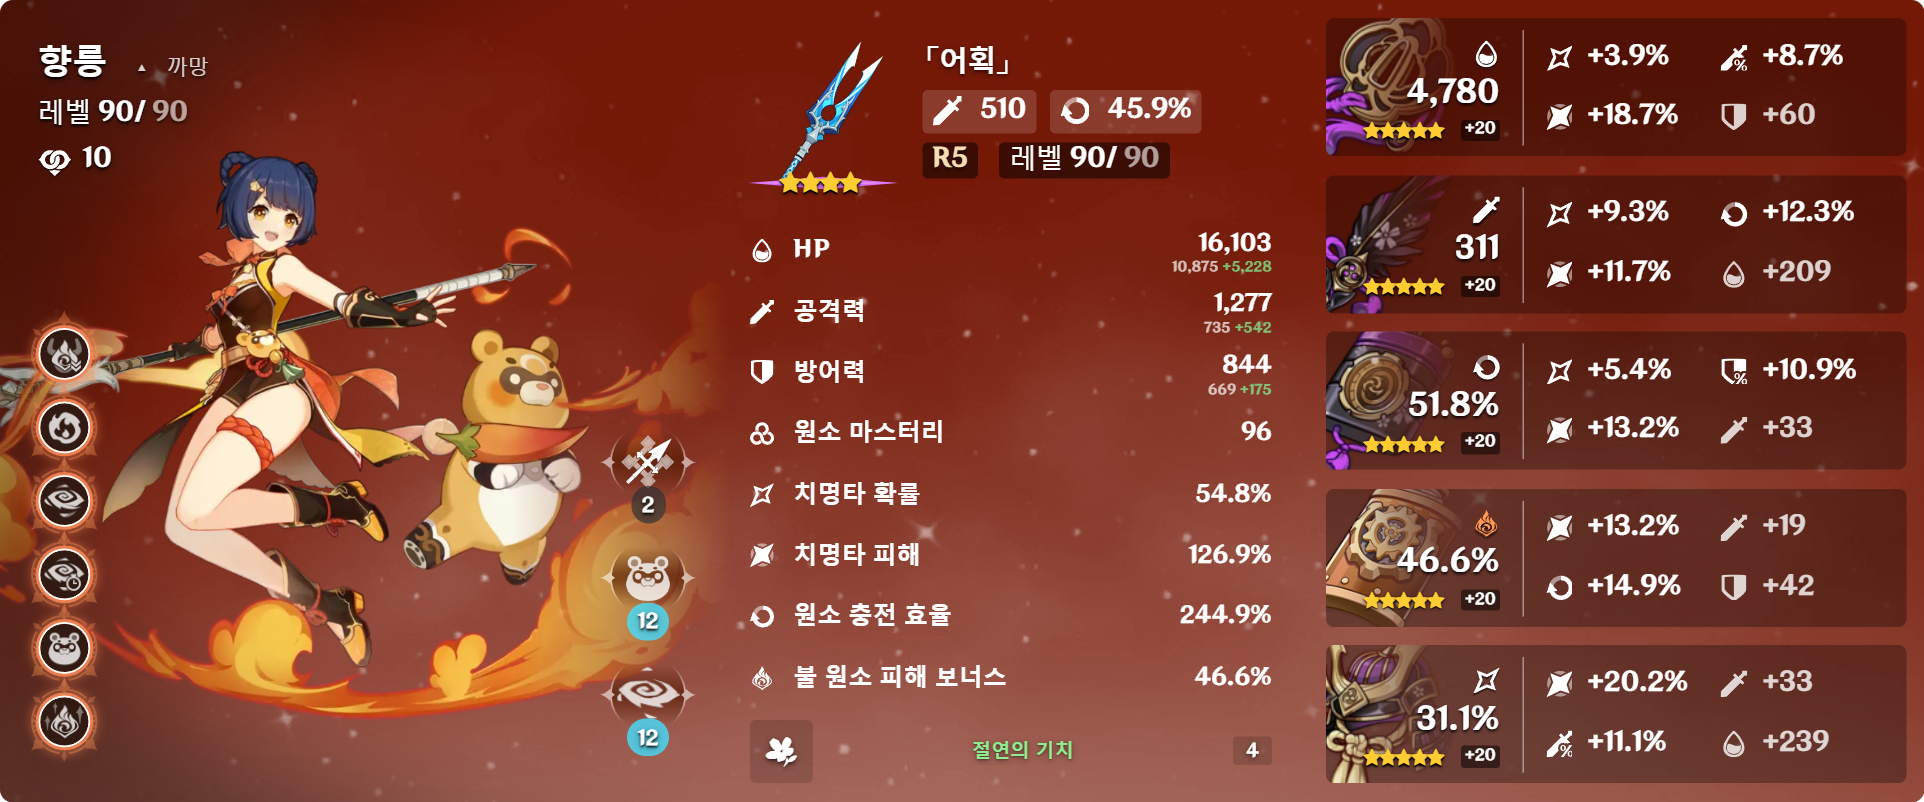 향릉 ▲ 까망
레벨 90/ 90
10
2
12
12
「어획」
510 45.9%
R5 레벨 90/ 90
HP 16,103
10,875 +5,228
공격력 1,277
735 +542
방어력 844
669 +175
원소 마스터리 96
치명타 확률 54.8%
치명타 피해 126.9%
원소 충전 효율 244.9%
불 원소 피해 보너스 46.6%
절연의 기치 4
4,780
+20
+3.9% +8.7%
+18.7% +60
311
+20
+9.3% +12.3%
+11.7% +209
51.8%
+20
+5.4% +10.9%
+13.2% +33
46.6%
+20
+13.2% +19
+14.9% +42
31.1%
+20
+20.2% +33
+11.1% +239